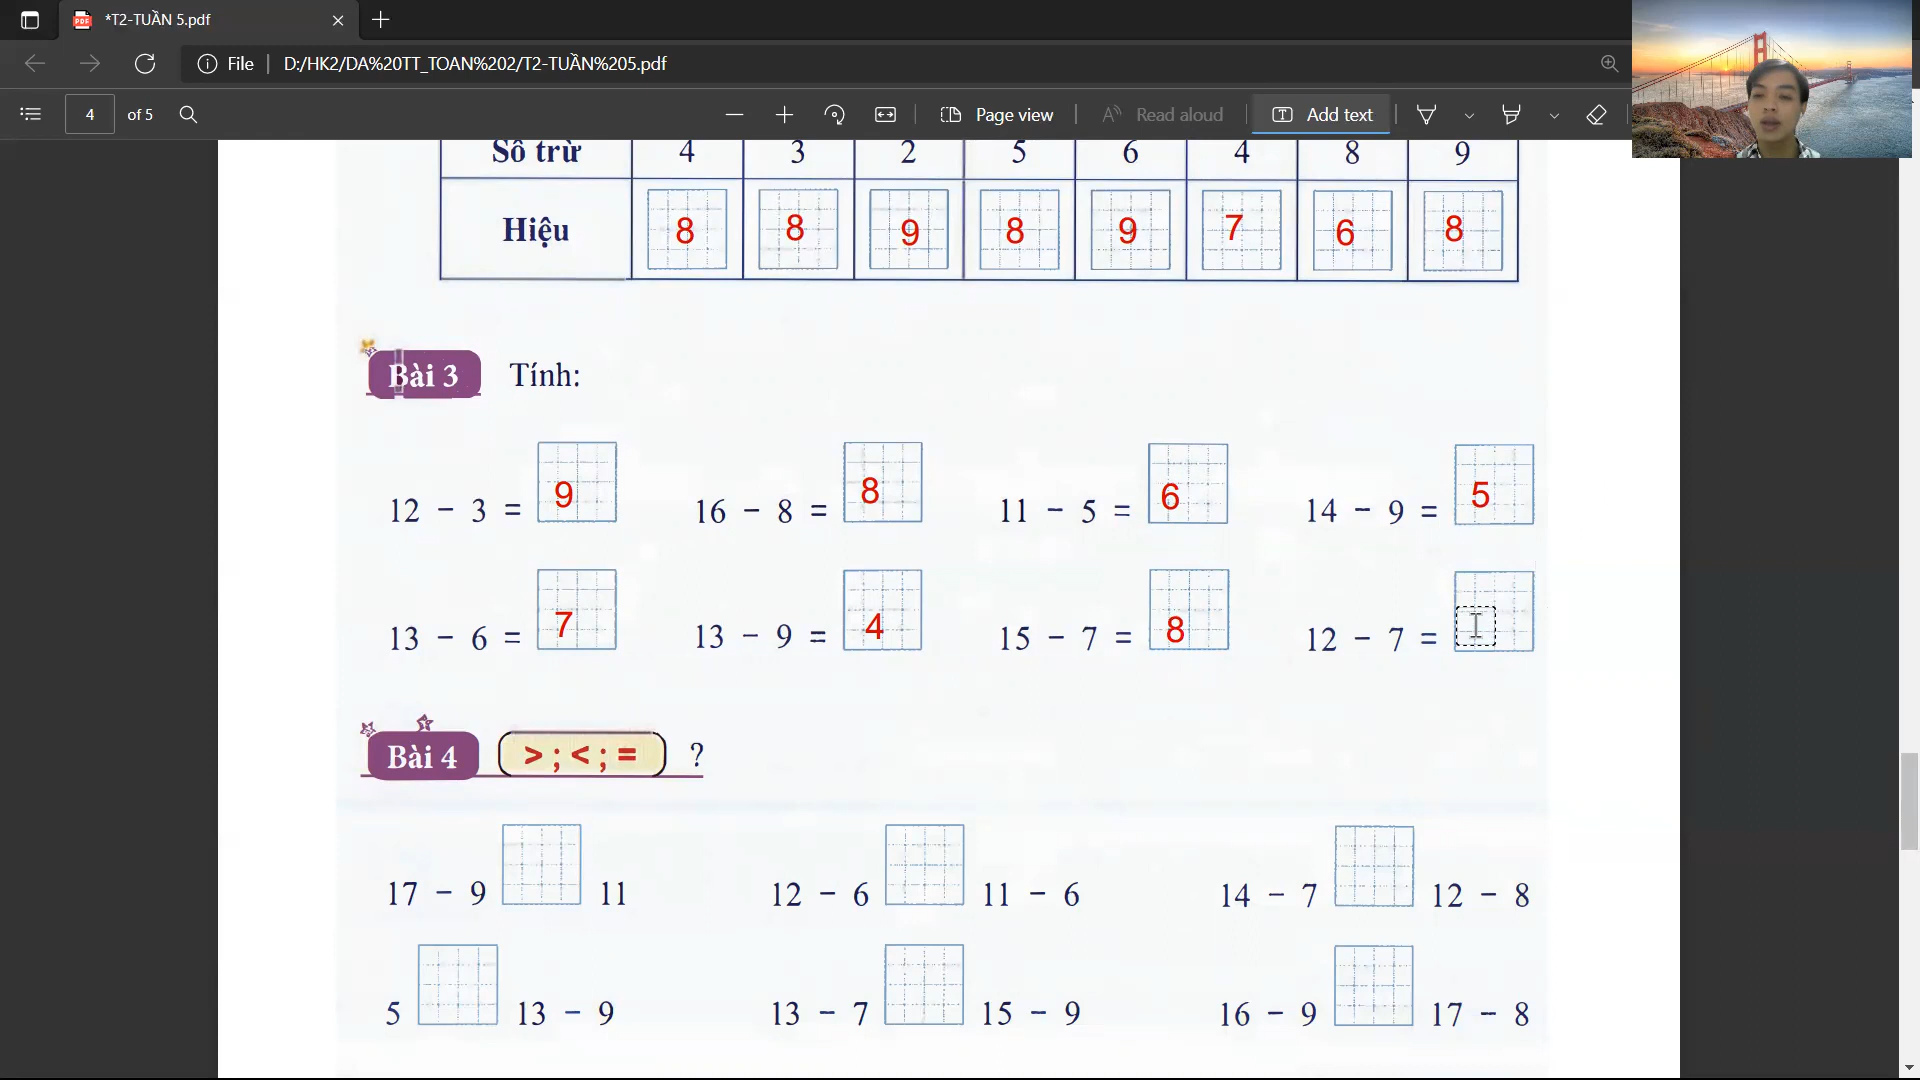 *T2-TUẦN 5.pdf
File D:/HK2/DA%20TT_TOAN%202/T2-TUẦN%205.pdf
4 of 5 Page view Read aloud Add text
Số trừ 4 3 2 5 6 4 8 9
Hiệu 8 8 9 8 9 7 6 8
Bài 3 Tính:
12 - 3 = 9 16 - 8 = 8 11 - 5 = 6 14 - 9 = 5
13 - 6 = 7 13 - 9 = 4 15 - 7 = 8 12 - 7 =
Bài 4 > ; < ; = ?
17 - 9 11 12 - 6 11 - 6 14 - 7 12 - 8
5 13 - 9 13 - 7 15 - 9 16 - 9 17 - 8